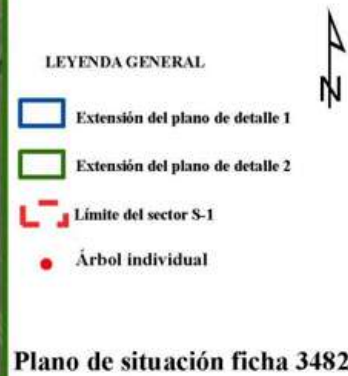 N
LEYENDA GENERAL
Extensión del plano de detalle 1
Extensión del plano de detalle 2
Límite del sector S-1
Árbol individual
Plano de situación ficha 3482